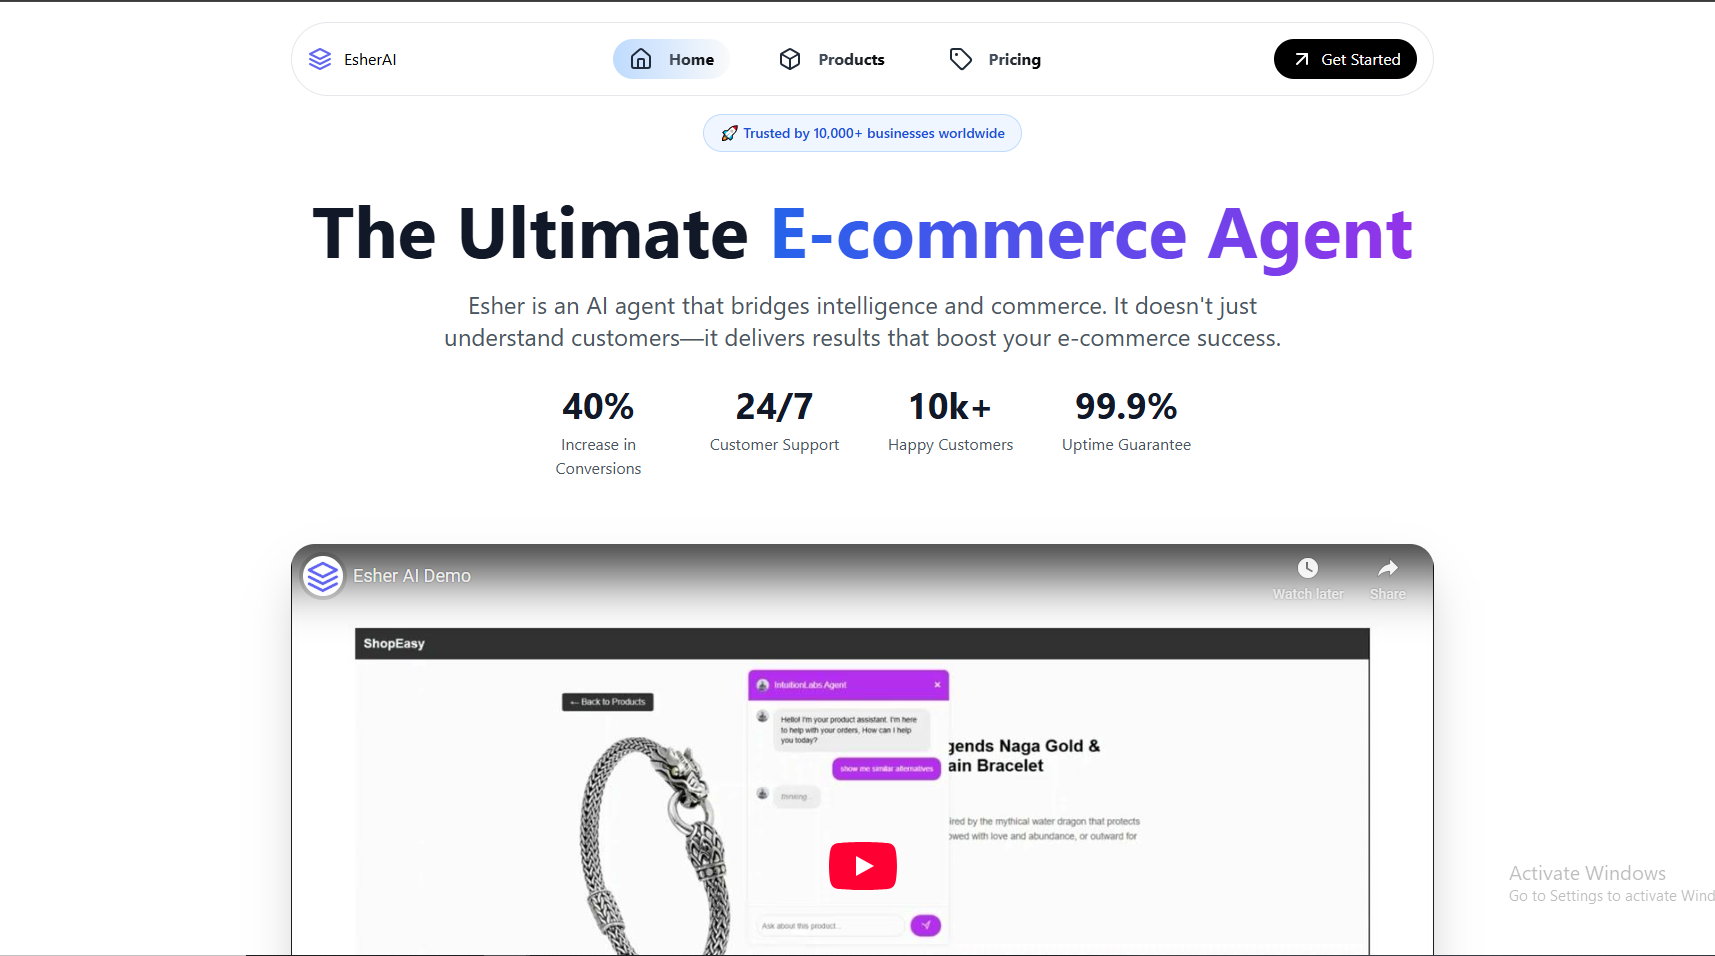 EsherAI
Home
Products
Pricing
Get Started
🚀 Trusted by 10,000+ businesses worldwide
The Ultimate E-commerce Agent
Esher is an AI agent that bridges intelligence and commerce. It doesn't just
understand customers—it delivers results that boost your e-commerce success.
40%
Increase in
Conversions
24/7
Customer Support
10k+
Happy Customers
99.9%
Uptime Guarantee
Esher AI Demo
Watch later
Share
ShopEasy
← Back to Products
IntuitionLabs Agent
×
Hello! I'm your product assistant. I'm here
to help with your orders, How can I help
you today?
show me similar alternatives
thinking...
gends Naga Gold &
ain Bracelet
ired by the mythical water dragon that protects
owed with love and abundance, or outward for
Ask about this product...
Activate Windows
Go to Settings to activate Wind